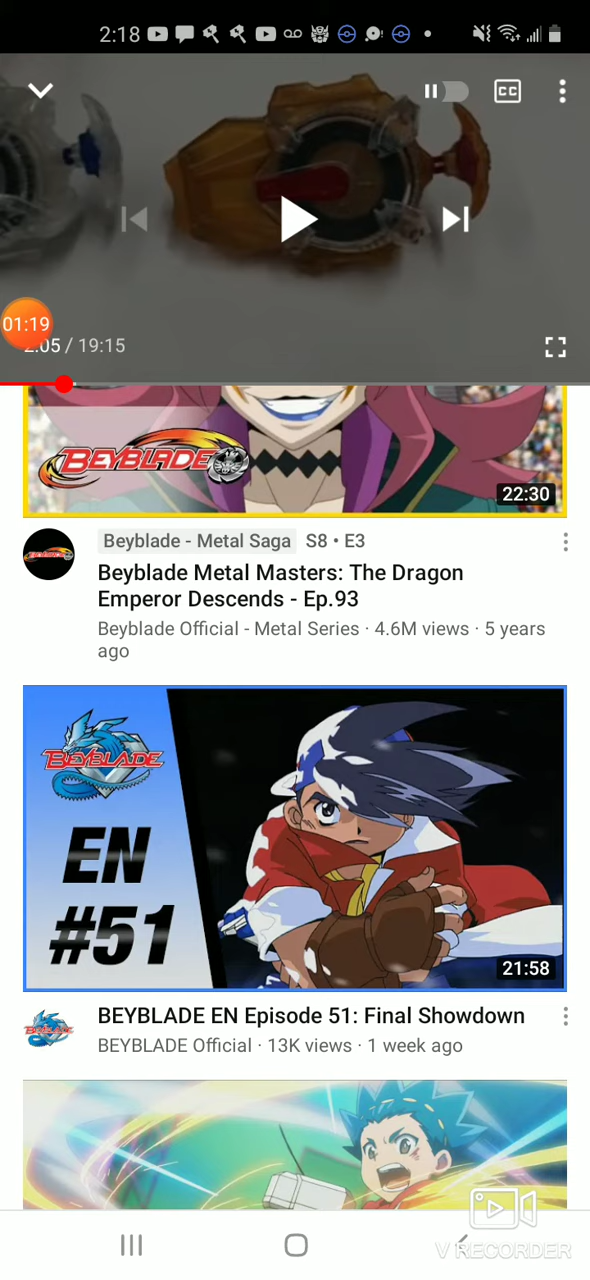 2:18
CC
01:19
2:05 / 19:15
BEYBLADE
22:30
Beyblade - Metal Saga S8 • E3
Beyblade Metal Masters: The Dragon
Emperor Descends - Ep.93
Beyblade Official - Metal Series · 4.6M views · 5 years
ago
BEYBLADE
EN
#51
21:58
BEYBLADE EN Episode 51: Final Showdown
BEYBLADE Official · 13K views · 1 week ago
V RECORDER